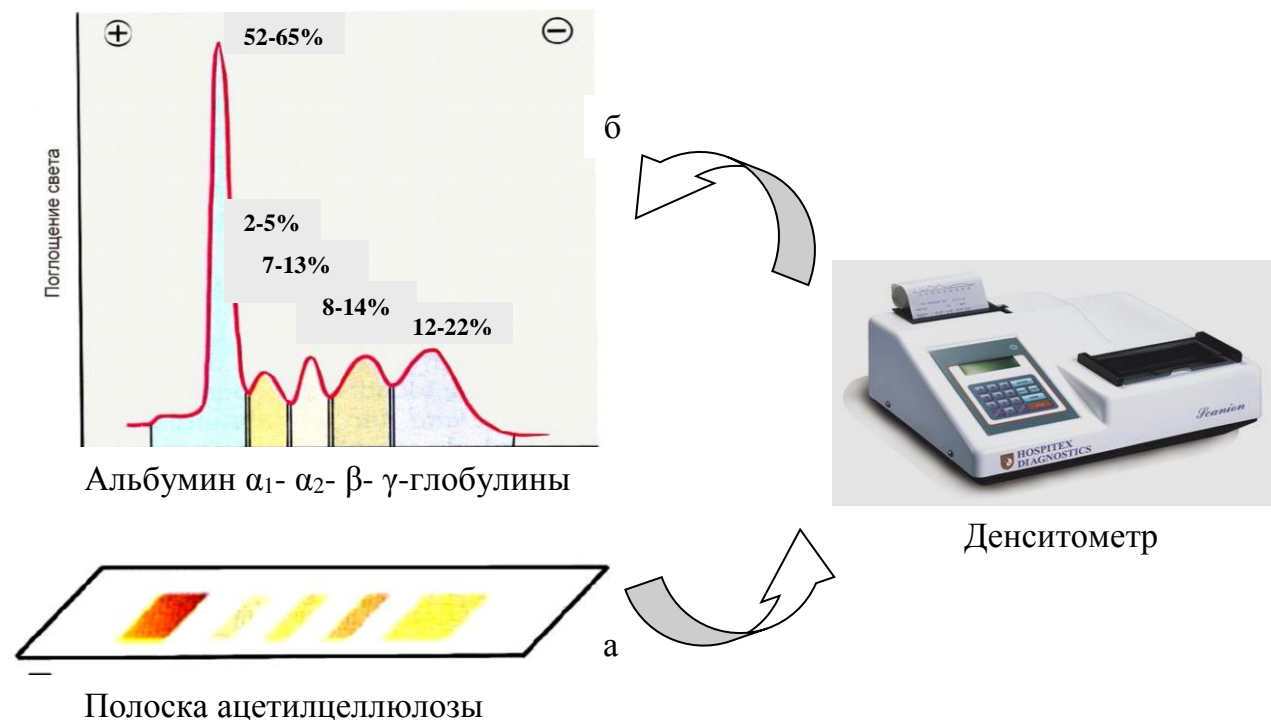 52-65%
б
Поглощение света
2-5%
7-13%
8-14%
12-22%
Альбумин α₁- α₂- β- γ-глобулины
Scanion
HOSPITEX
DIAGNOSTICS
Денситометр
а
Полоска ацетилцеллюлозы